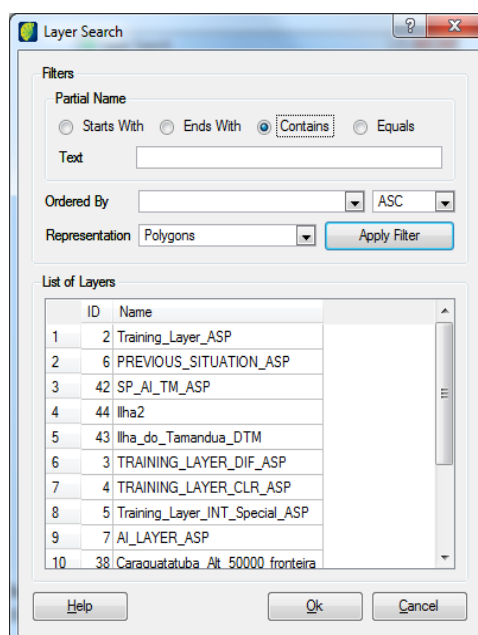 Layer Search
Filters
Partial Name
Starts With Ends With Contains Equals
Text
Ordered By ASC
Representation Polygons Apply Filter
List of Layers
ID Name
1 2 Training_Layer_ASP
2 6 PREVIOUS_SITUATION_ASP
3 42 SP_AI_TM_ASP
4 44 Ilha2
5 43 Ilha_do_Tamandua_DTM
6 3 TRAINING_LAYER_DIF_ASP
7 4 TRAINING_LAYER_CLR_ASP
8 5 Training_Layer_INT_Special_ASP
9 7 AI_LAYER_ASP
10 38 Caraguatatuba_Alt_50000_fronteira
Help Ok Cancel